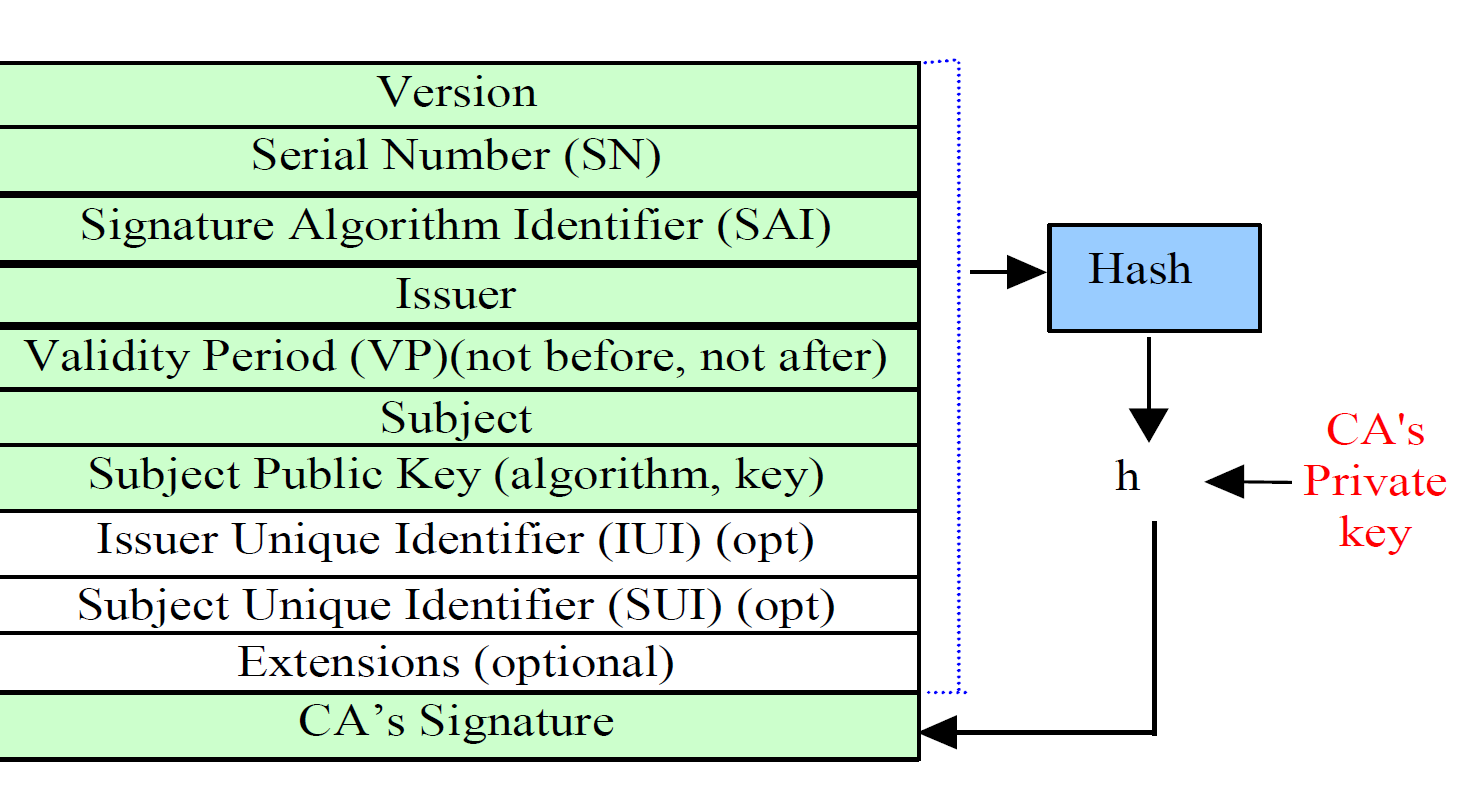 Version
Serial Number (SN)
Signature Algorithm Identifier (SAI)
Issuer
Validity Period (VP)(not before, not after)
Subject
Subject Public Key (algorithm, key)
Issuer Unique Identifier (IUI) (opt)
Subject Unique Identifier (SUI) (opt)
Extensions (optional)
CA’s Signature
Hash
h
CA's
Private
key